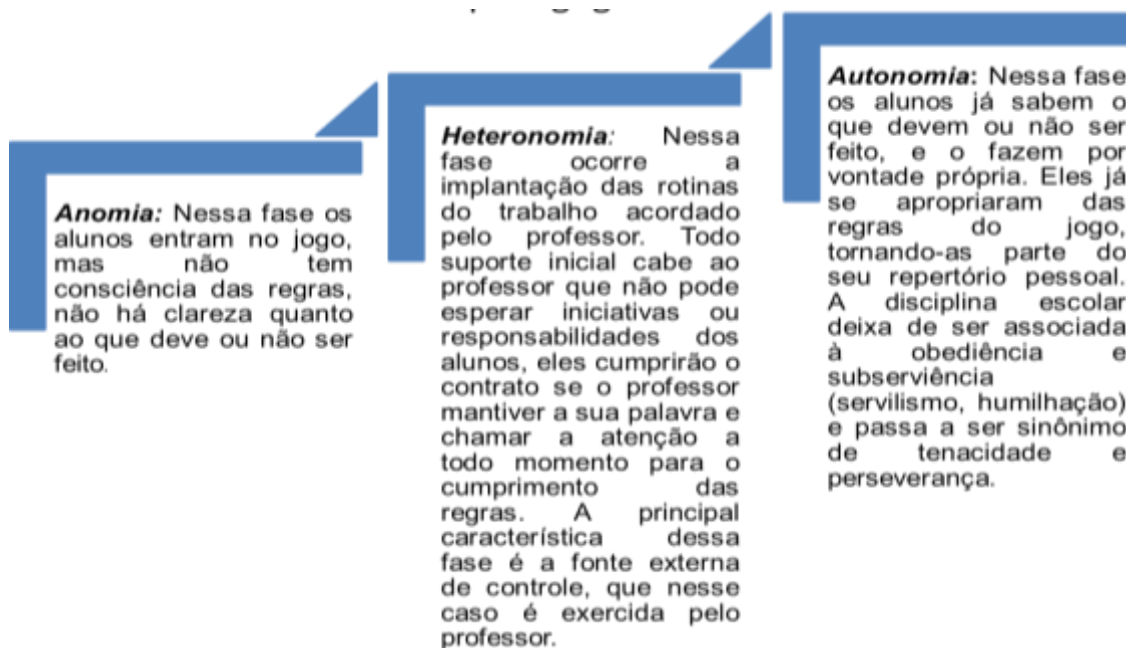 Anomia: Nessa fase os
alunos entram no jogo,
mas não tem
consciência das regras,
não há clareza quanto
ao que deve ou não ser
feito.
Heteronomia: Nessa
fase ocorre a
implantação das rotinas
do trabalho acordado
pelo professor. Todo
suporte inicial cabe ao
professor que não pode
esperar iniciativas ou
responsabilidades dos
alunos, eles cumprirão o
contrato se o professor
mantiver a sua palavra e
chamar a atenção a
todo momento para o
cumprimento das
regras. A principal
característica dessa
fase é a fonte externa
de controle, que nesse
caso é exercida pelo
professor.
Autonomia: Nessa fase
os alunos já sabem o
que devem ou não ser
feito, e o fazem por
vontade própria. Eles já
se apropriaram das
regras do jogo,
tornando-as parte do
seu repertório pessoal.
A disciplina escolar
deixa de ser associada
à obediência e
subserviência
(servilismo, humilhação)
e passa a ser sinônimo
de tenacidade e
perseverança.